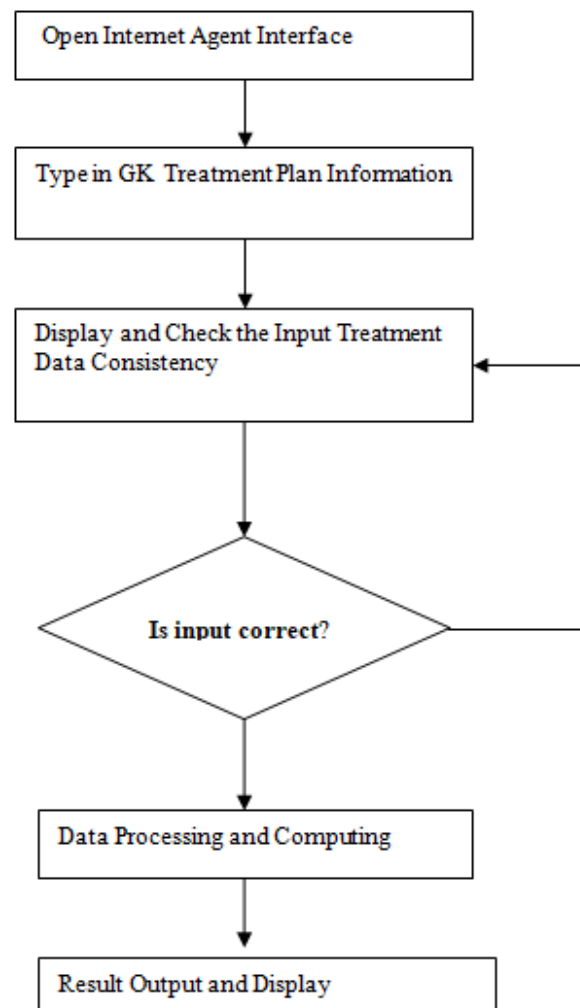 Open Internet Agent Interface
Type in GK Treatment Plan Information
Display and Check the Input Treatment
Data Consistency
Is input correct?
Data Processing and Computing
Result Output and Display